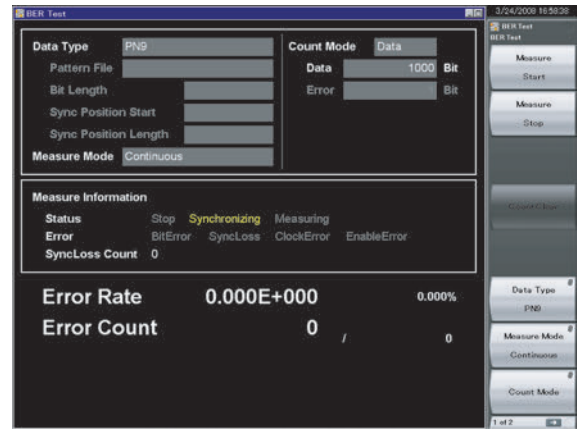 BER Test
3/24/2009 16:59:38
Data Type PN9
Pattern File
Bit Length
Sync Position Start
Sync Position Length
Measure Mode Continuous
Count Mode Data
Data 1000 Bit
Error Bit
Measure Information
Status Stop Synchronizing Measuring
Error BitError SyncLoss ClockError EnableError
SyncLoss Count 0
Error Rate 0.000E+000 0.000%
Error Count 0 / 0
BER Test
BER Test
Measure
Start
Measure
Stop
Count Clear
Data Type
PN9
Measure Mode
Continuous
Count Mode
1 of 2